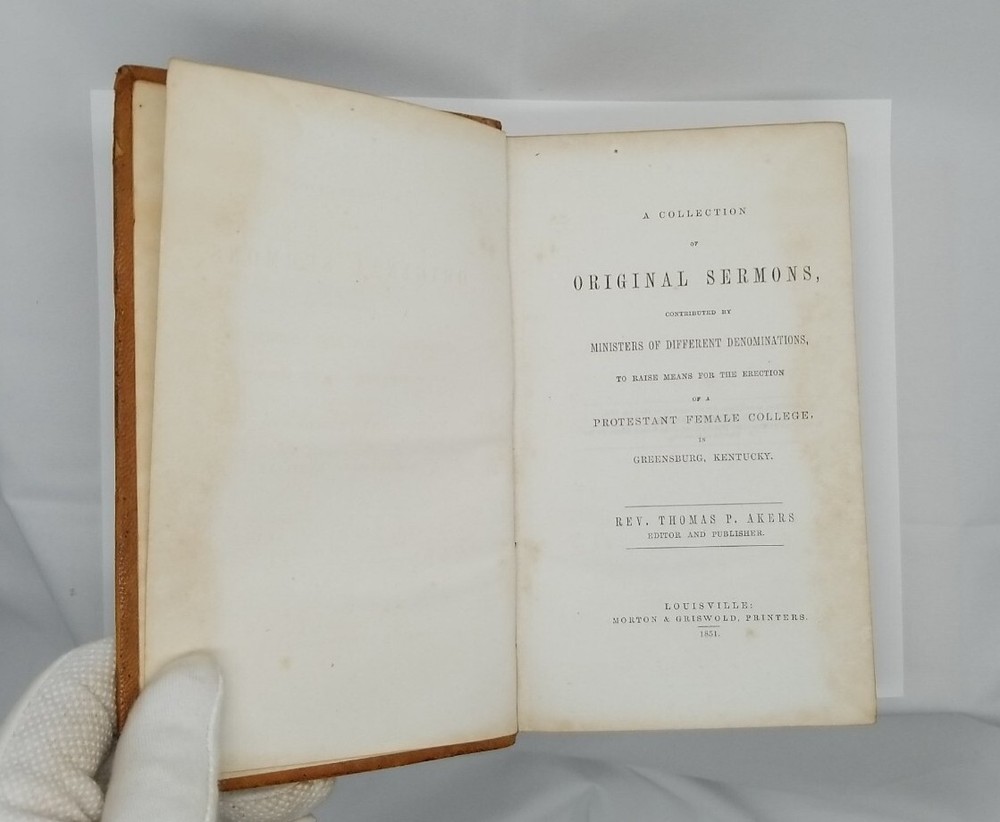 A COLLECTION
OF
ORIGINAL SERMONS,
CONTRIBUTED BY
MINISTERS OF DIFFERENT DENOMINATIONS,
TO RAISE MEANS FOR THE ERECTION
OF A
PROTESTANT FEMALE COLLEGE,
IN
GREENSBURG, KENTUCKY.
REV. THOMAS P. AKERS
EDITOR AND PUBLISHER.
LOUISVILLE:
MORTON & GRISWOLD, PRINTERS.
1851.